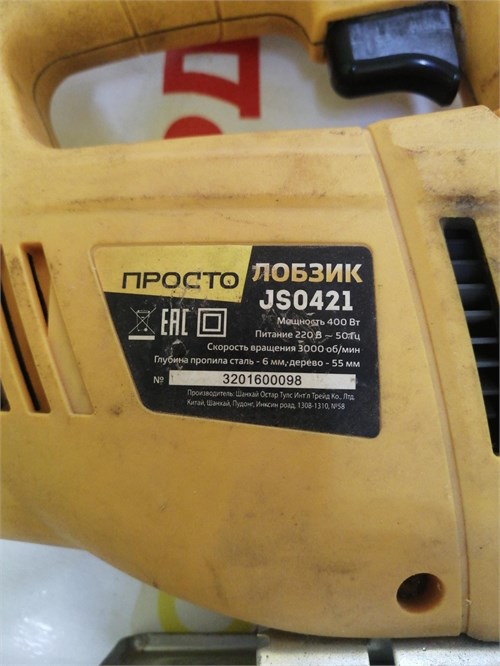 РД
ПРОСТО ЛОБЗИК
JS0421
EAC
Мощность 400 Вт
Питание 220 В ~ 50 Гц
Скорость вращения 3000 об/мин
Глубина пропила сталь - 6 мм, дерево - 55 мм
№ 3201600098
Производитель: Шанхай Остар Тулс Инт'л Трейд Ко., Лтд.
Китай, Шанхай, Пудонг, Инксин роад, 1308-1310, №58